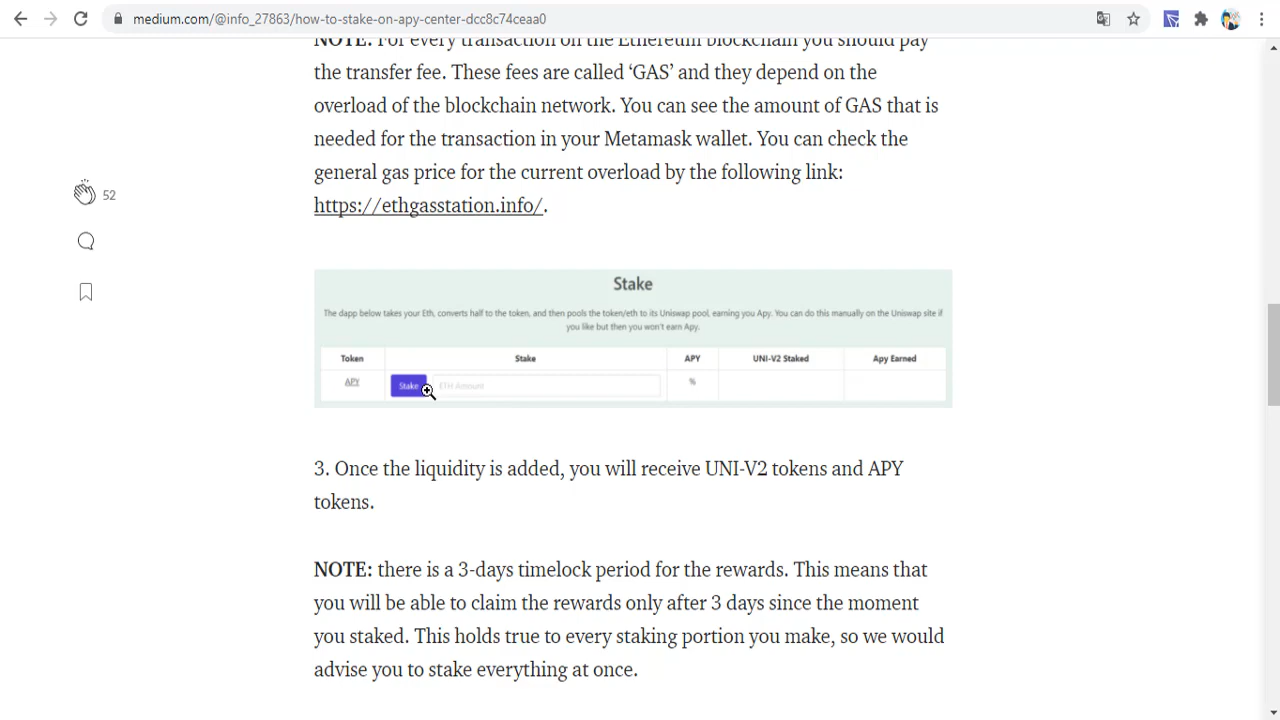 medium.com/@info_27863/how-to-stake-on-apy-center-dcc8c74ceaa0
NOTE: For every transaction on the Ethereum blockchain you should pay
the transfer fee. These fees are called ‘GAS’ and they depend on the
overload of the blockchain network. You can see the amount of GAS that is
needed for the transaction in your Metamask wallet. You can check the
general gas price for the current overload by the following link:
https://ethgasstation.info/.
52
Stake
The dapp below takes your Eth, converts half to the token, and then pools the token/eth to its Uniswap pool, earning you Apy. You can do this manually on the Uniswap site if
you like but then you won't earn Apy.
Token Stake APY UNI-V2 Staked Apy Earned
APY Stake ETH Amount %
3. Once the liquidity is added, you will receive UNI-V2 tokens and APY
tokens.
NOTE: there is a 3-days timelock period for the rewards. This means that
you will be able to claim the rewards only after 3 days since the moment
you staked. This holds true to every staking portion you make, so we would
advise you to stake everything at once.